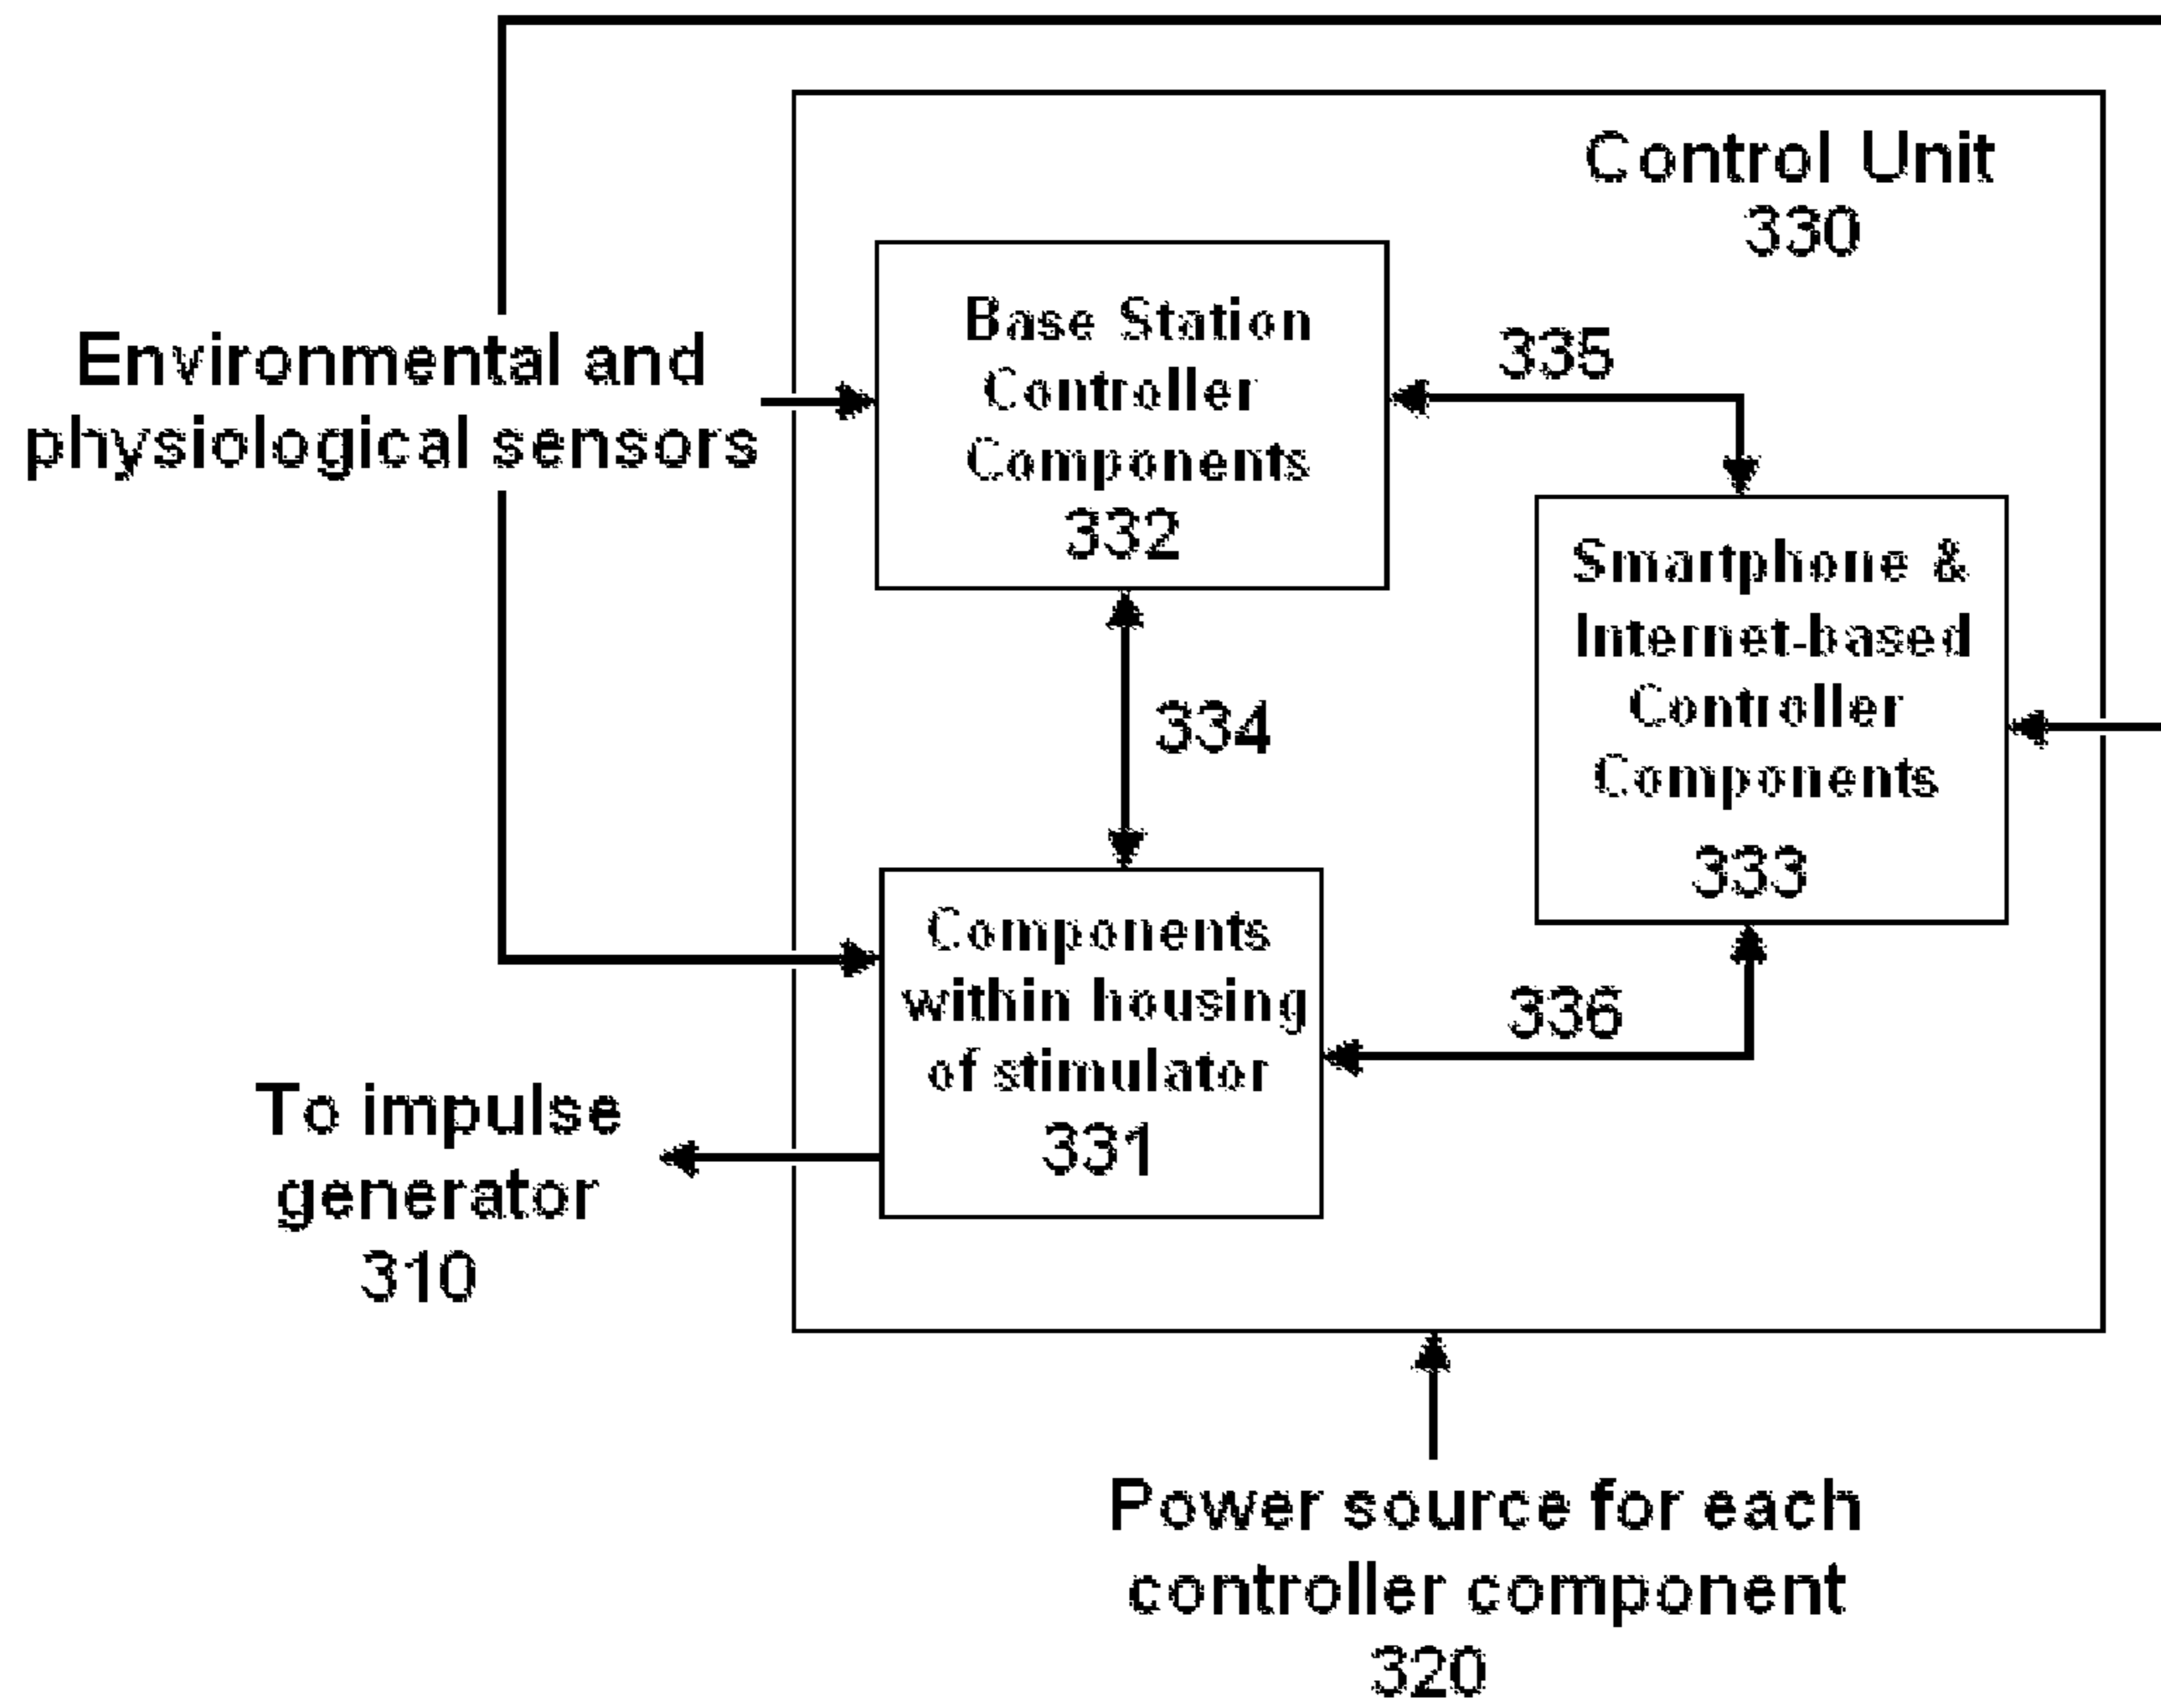 Control Unit
330
Base Station
Controller
Components
332
335
Environmental and
physiological sensors
Smartphone &
Internet-based
Controller
Components
333
334
Components
within housing
of stimulator
331
336
To impulse
generator
310
Power source for each
controller component
320